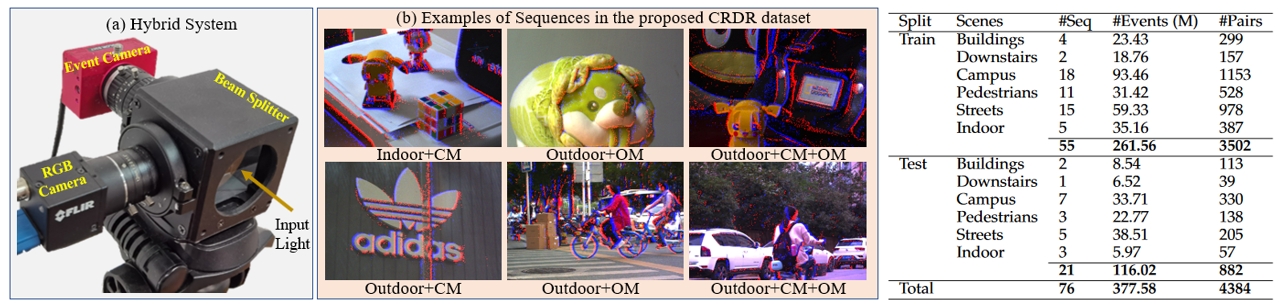 (a) Hybrid System
Event Camera
Beam Splitter
RGB
Camera
FLIR
Input
Light
(b) Examples of Sequences in the proposed CRDR dataset
Indoor+CM
Outdoor+OM
Outdoor+CM+OM
adidas
Outdoor+CM
Outdoor+OM
Outdoor+CM+OM
Split Scenes #Seq #Events (M) #Pairs
Train Buildings 4 23.43 299
Downstairs 2 18.76 157
Campus 18 93.46 1153
Pedestrians 11 31.42 528
Streets 15 59.33 978
Indoor 5 35.16 387
55 261.56 3502
Test Buildings 2 8.54 113
Downstairs 1 6.52 39
Campus 7 33.71 330
Pedestrians 3 22.77 138
Streets 5 38.51 205
Indoor 3 5.97 57
21 116.02 882
Total 76 377.58 4384